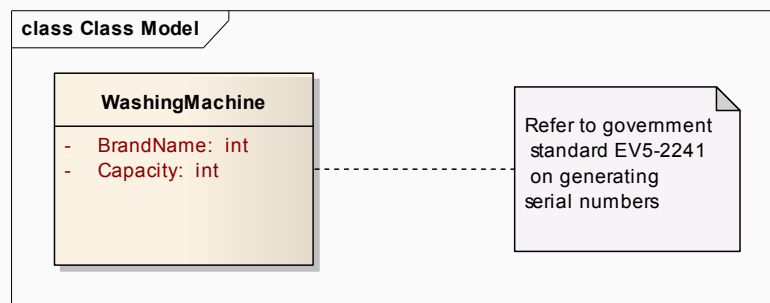 class Class Model
WashingMachine
- BrandName: int
- Capacity: int
Refer to government
standard EV5-2241
on generating
serial numbers